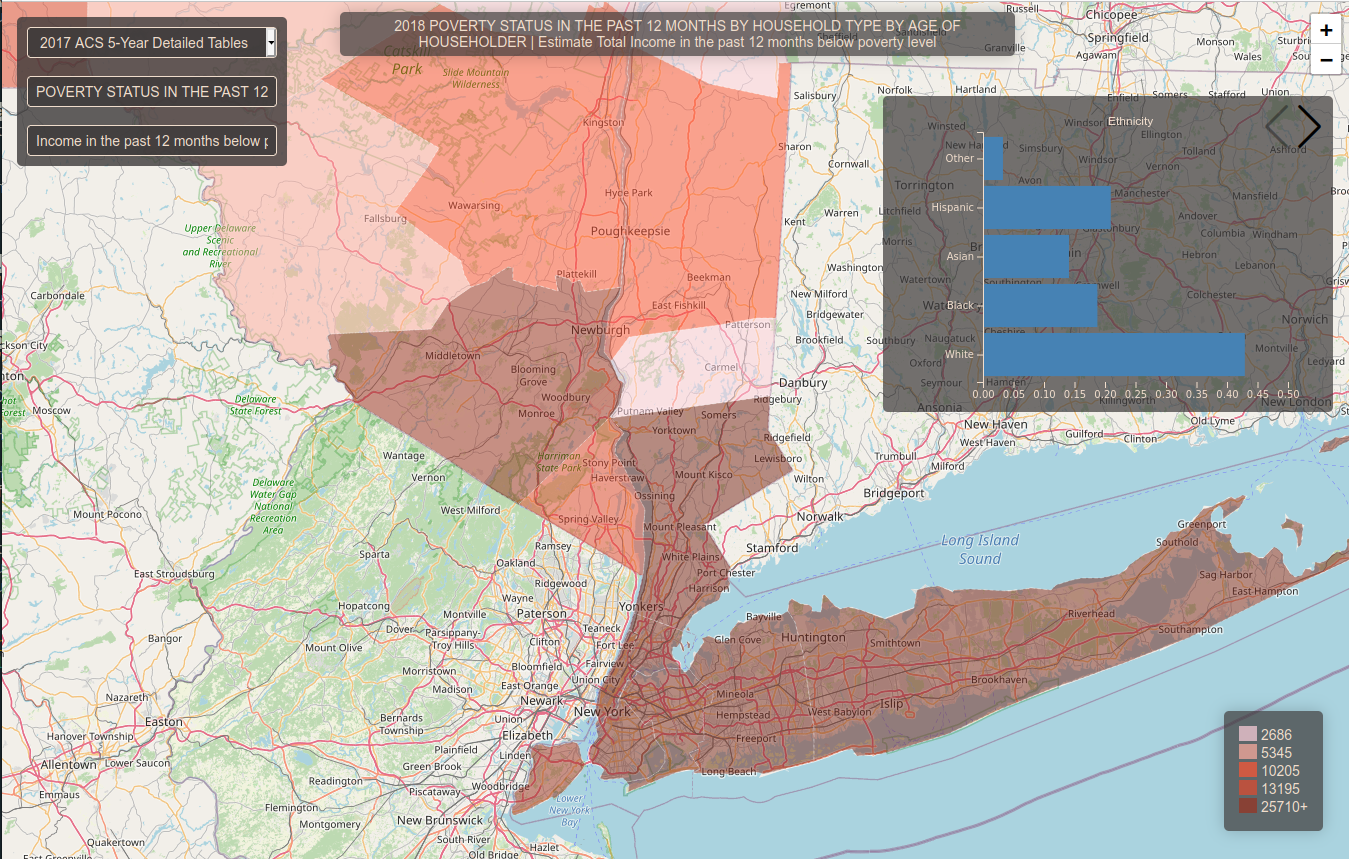 2017 ACS 5-Year Detailed Tables
POVERTY STATUS IN THE PAST 12
Income in the past 12 months below p
2018 POVERTY STATUS IN THE PAST 12 MONTHS BY HOUSEHOLD TYPE BY AGE OF
HOUSEHOLDER | Estimate Total Income in the past 12 months below poverty level
+
−
Egremont
Russell
Chicopee
Springfield
Agawam
Monson
Wales
Granville
Catskill
Park
Slide Mountain
Wilderness
Salisbury
Norfolk
Hartland
Enfield
Somers
Stafford
Union
Kingston
Sharon
Cornwall
Hyde Park
Wawarsing
Fallsburg
Poughkeepsie
Kent
Warren
Washington
Upper Delaware
Scenic
and Recreational
River
Plattekill
Beekman
East Fishkill
New Milford
Bridgewater
Carbondale
Newburgh
Patterson
Brookfield
Southbury
Middletown
Blooming
Grove
Woodbury
Monroe
Carmel
Danbury
Ridgebury
Putnam Valley
Somers
Yorktown
Ridgefield
Lewisboro
Wilton
Moscow
Delaware
State Forest
Wantage
Vernon
Harriman
State Park
Stony Point
Haverstraw
Mount Kisco
Ossining
Delaware
Water Gap
National
Recreation
Area
Mount Pocono
West Milford
Spring Valley
Mount Pleasant
Norwalk
Bridgeport
Trumbull
Milford
New Haven
West Haven
Guilford
Clinton
Old Lyme
Ethnicity
Winsted
Simsbury
Windsor
Windsor
Ellington
Tolland
Vernon
Ashford
Avon
Manchester
Mansfield
Torrington
Litchfield
Andover
Columbia
Windham
Hebron
Lebanon
Morris
Watertown
Southington
Colchester
Norwich
Naugatuck
Cheshire
Oxford
Montville
Ledyard
Seymour
Hamden
Ansonia
Killingworth
New London
Other
Hispanic
Asian
Black
White
0.00 0.05 0.10 0.15 0.20 0.25 0.30 0.35 0.40 0.45 0.50
Ramsey
Oakland
White Plains
Stamford
Port Chester
Harrison
Sparta
East Stroudsburg
Ridgewood
Wayne
Paterson
Yonkers
Hopatcong
Montville
Teaneck
Dover
Parsippany-
Troy Hills
Clifton
Fort Lee
Bangor
Mount Olive
Bloomfield
Fairview
Morristown
Union City
Madison
East Orange
Newark
New York
Nazareth
Easton
Bernards
Township
Union
Elizabeth
Hanover Township
Lower Saucon
Plainfield
Linden
Green Brook
Allentown
Emmaus
Readington
Piscataway
Woodbridge
Flemington
Montgomery
New Brunswick
Lower
New York
Bay
South River
Old Bridge
Hazlet
Quakertown
East Greenville
Long Island
Sound
Greenport
Southold
Sag Harbor
East Hampton
Southampton
Riverhead
Bayville
Glen Cove
Huntington
Smithtown
Brookhaven
Mineola
Hempstead
West Babylon
Islip
Freeport
Long Beach
2686
5345
10205
13195
25710+